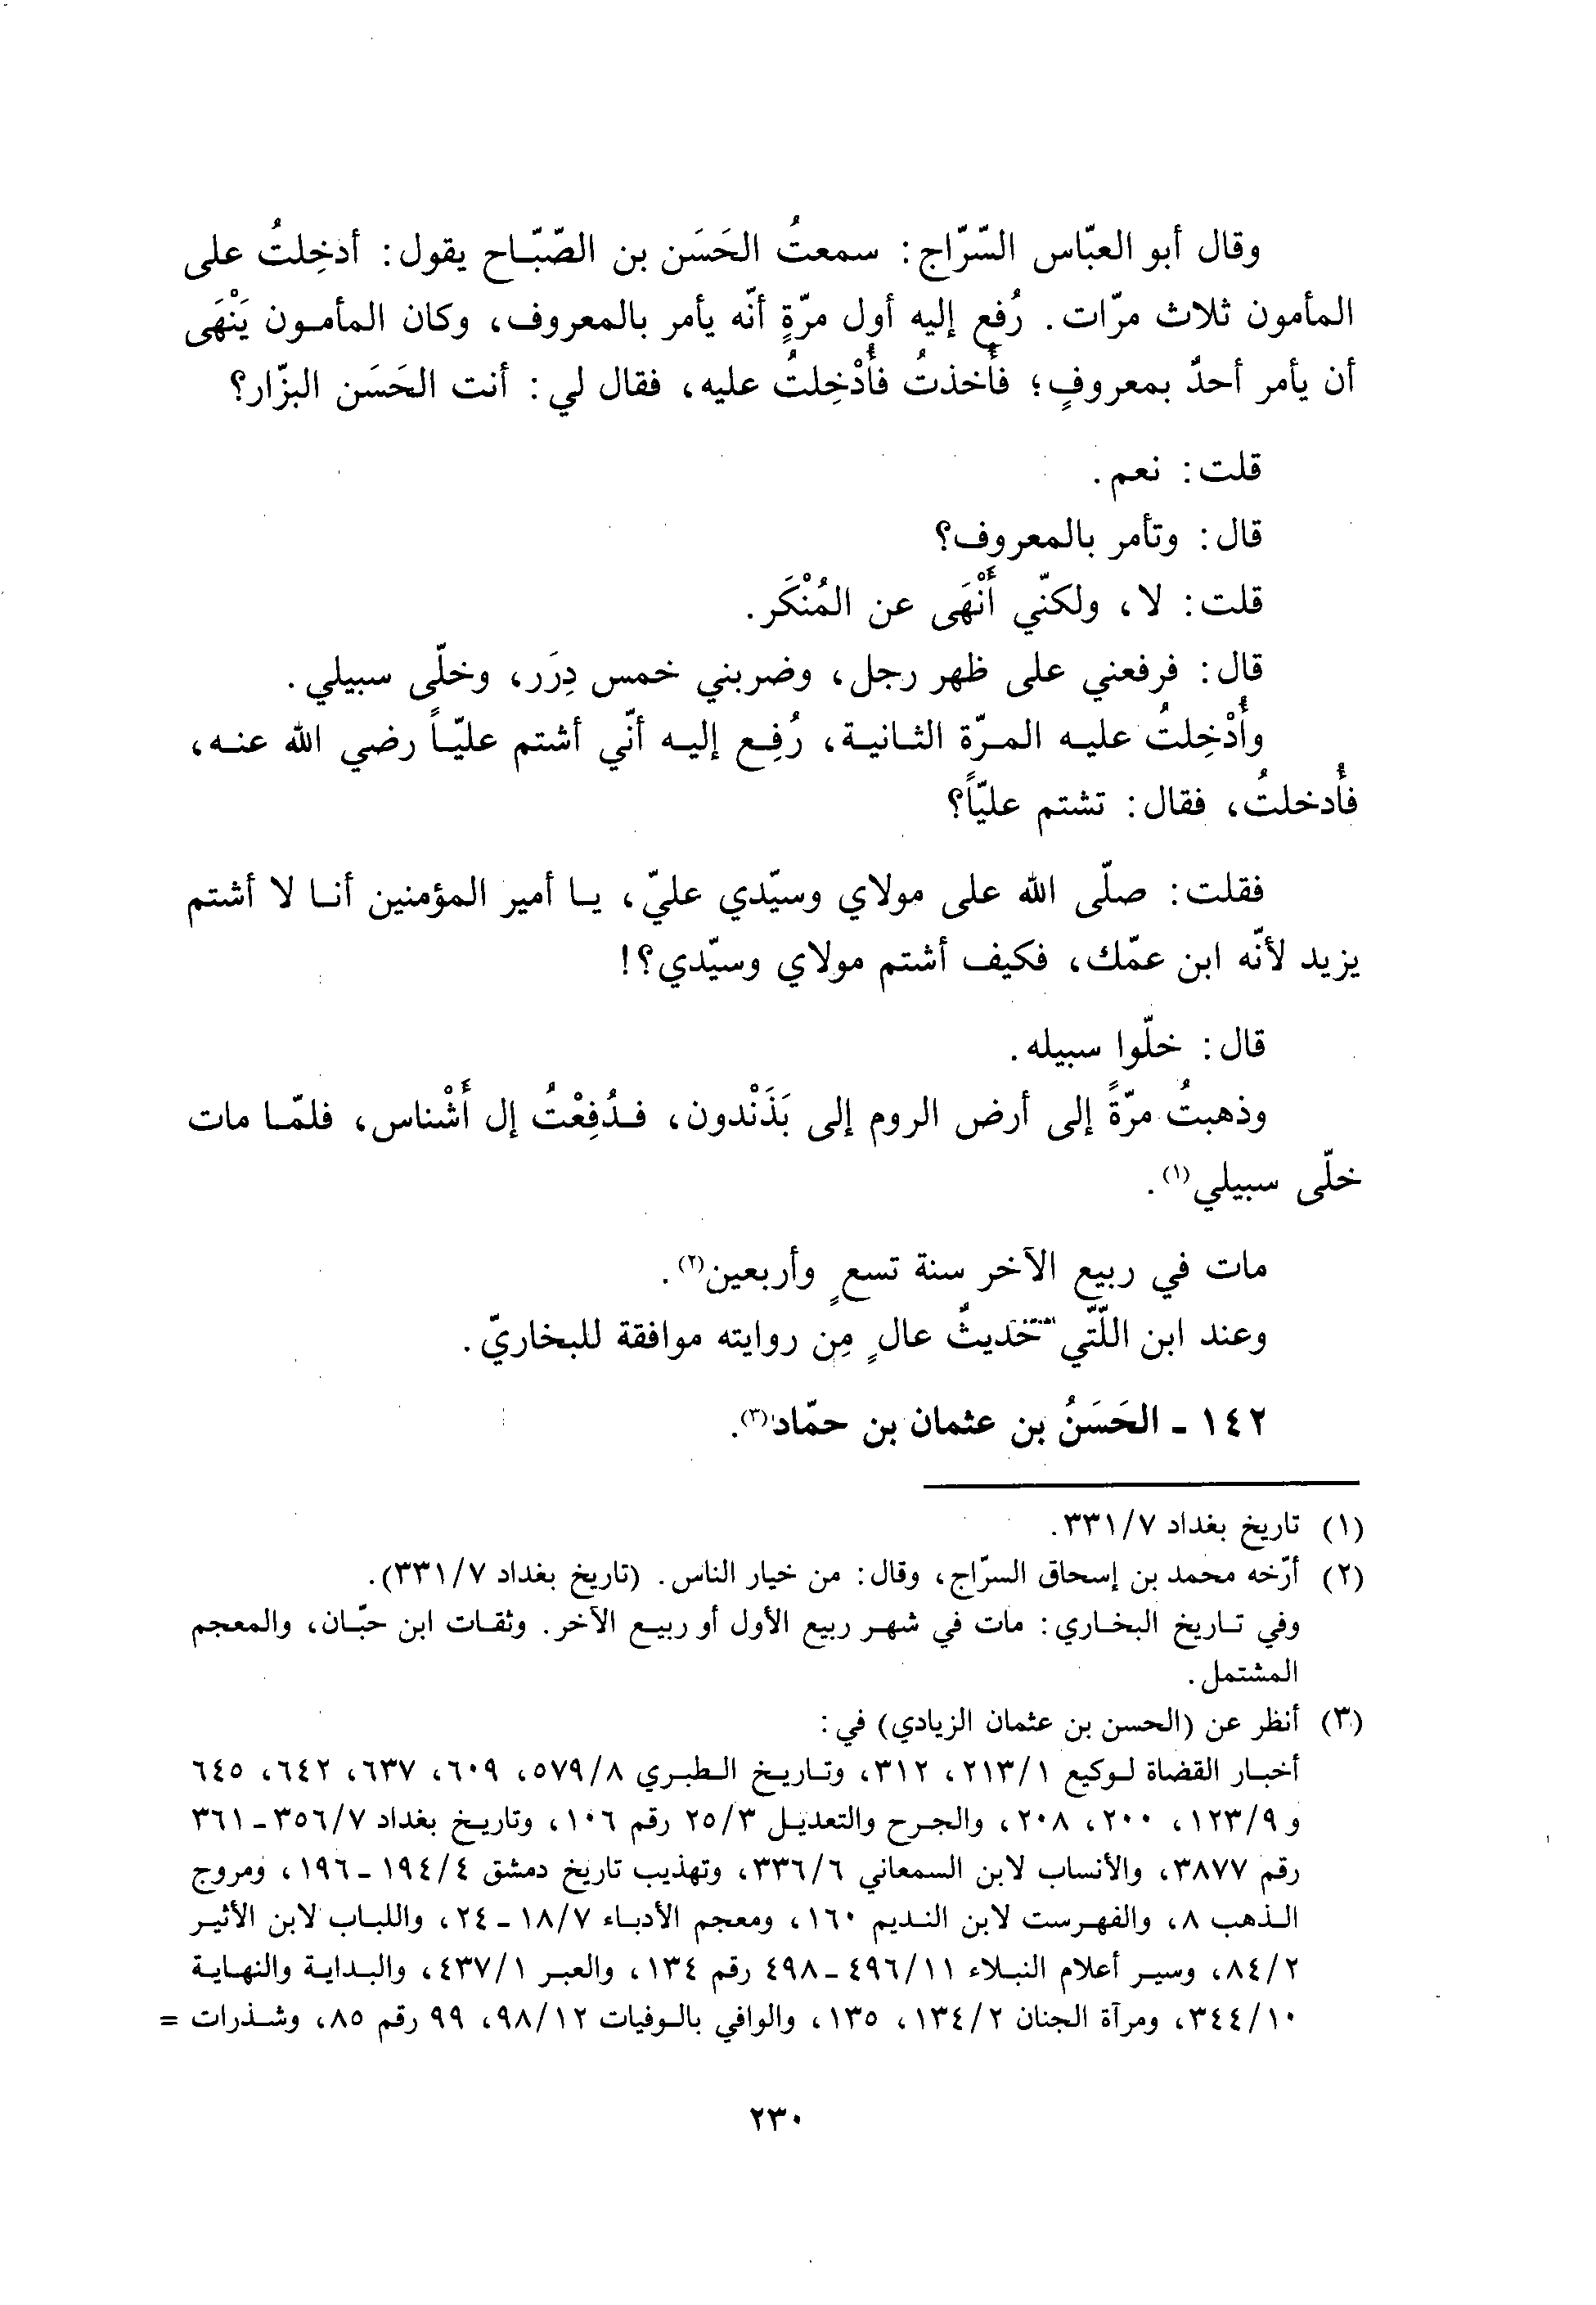 وقال أبو العبّاس السّرّاج: سمعتُ الحَسَن بن الصّبّاح يقول: أدخِلتُ على
المأمون ثلاث مرّات. رُفع إليه أول مرّةٍ أنّه يأمر بالمعروف، وكان المأمون يَنْهَى
أن يأمر أحدٌ بمعروفٍ؛ فأُخذتُ فأُدْخِلتُ عليه، فقال لي: أنت الحَسَن البزّار؟
قلت: نعم.
قال: وتأمر بالمعروف؟
قلت: لا، ولكنّي أَنْهَى عن المُنْكَر.
قال: فرفعني على ظهر رجل، وضربني خمس دِرَر، وخلّى سبيلي.
وأُدْخِلتُ عليه المرّة الثانية، رُفِع إليه أنّي أشتم عليّاً رضي الله عنه،
فأُدخلتُ، فقال: تشتم عليّاً؟
فقلت: صلّى الله على مولاي وسيّدي عليّ، يا أمير المؤمنين أنا لا أشتم
يزيد لأنّه ابن عمّك، فكيف أشتم مولاي وسيّدي؟!
قال: خلّوا سبيله.
وذهبتُ مرّةً إلى أرض الروم إلى بَذَنْدون، فدُفِعْتُ إل أَشْناس، فلمّا مات
خلّى سبيلي(١).
مات في ربيع الآخر سنة تسعٍ وأربعين(٢).
وعند ابن اللّتّي حديثٌ عالٍ مِن روايته موافقة للبخاريّ.
١٤٢ - الحَسَنُ بن عثمان بن حمّاد(٣).
(١) تاريخ بغداد ٣٣١/٧.
(٢) أرّخه محمد بن إسحاق السرّاج، وقال: من خيار الناس. (تاريخ بغداد ٣٣١/٧).
وفي تاريخ البخاري: مات في شهر ربيع الأول أو ربيع الآخر. وثقات ابن حبّان، والمعجم
المشتمل.
(٣) أنظر عن (الحسن بن عثمان الزيادي) في:
أخبار القضاة لوكيع ٢١٣/١، ٣١٢، وتاريخ الطبري ٥٧٩/٨، ٦٠٩، ٦٣٧، ٦٤٢، ٦٤٥
و ١٢٣/٩، ٢٠٠، ٢٠٨، والجرح والتعديل ٢٥/٣ رقم ١٠٦، وتاريخ بغداد ٣٥٦/٧ - ٣٦١
رقم ٣٨٧٧، والأنساب لابن السمعاني ٣٣٦/٦، وتهذيب تاريخ دمشق ١٩٤/٤ - ١٩٦، ومروج
الذهب ٨، والفهرست لابن النديم ١٦٠، ومعجم الأدباء ١٨/٧ - ٢٤، واللباب لابن الأثير
٨٤/٢، وسير أعلام النبلاء ٤٩٦/١١ - ٤٩٨ رقم ١٣٤، والعبر ٤٣٧/١، والبداية والنهاية
٣٤٤/١٠، ومرآة الجنان ١٣٤/٢، ١٣٥، والوافي بالوفيات ٩٨/١٢، ٩٩ رقم ٨٥، وشذرات =
٢٣٠